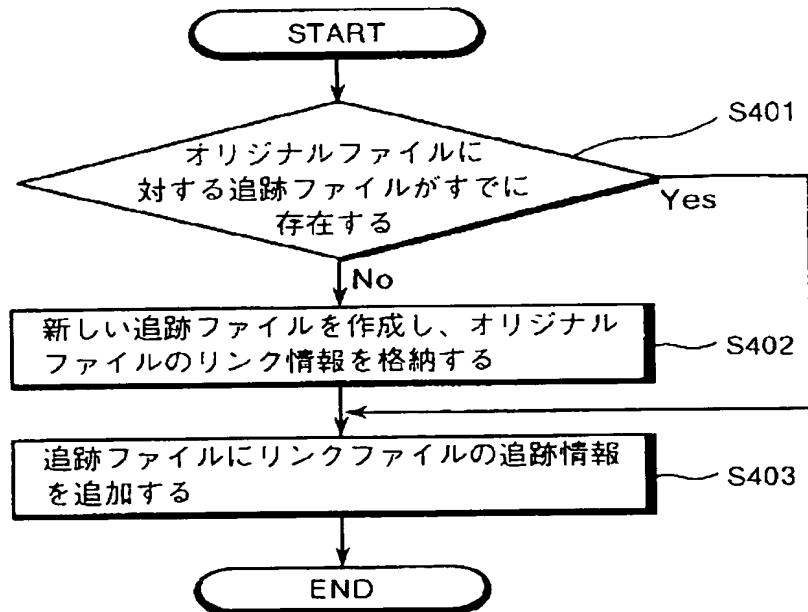 START
S401
オリジナルファイルに
対する追跡ファイルがすでに
存在する
Yes
No
新しい追跡ファイルを作成し、オリジナル
ファイルのリンク情報を格納する
S402
追跡ファイルにリンクファイルの追跡情報
を追加する
S403
END